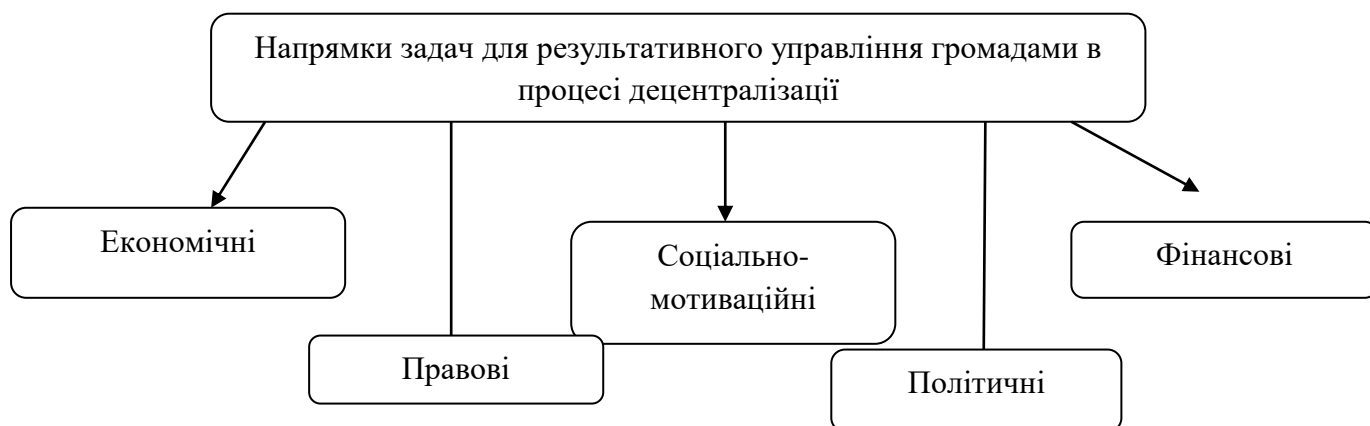 Напрямки задач для результативного управління громадами в
процесі децентралізації
Економічні
Соціально-
мотиваційні
Фінансові
Правові
Політичні